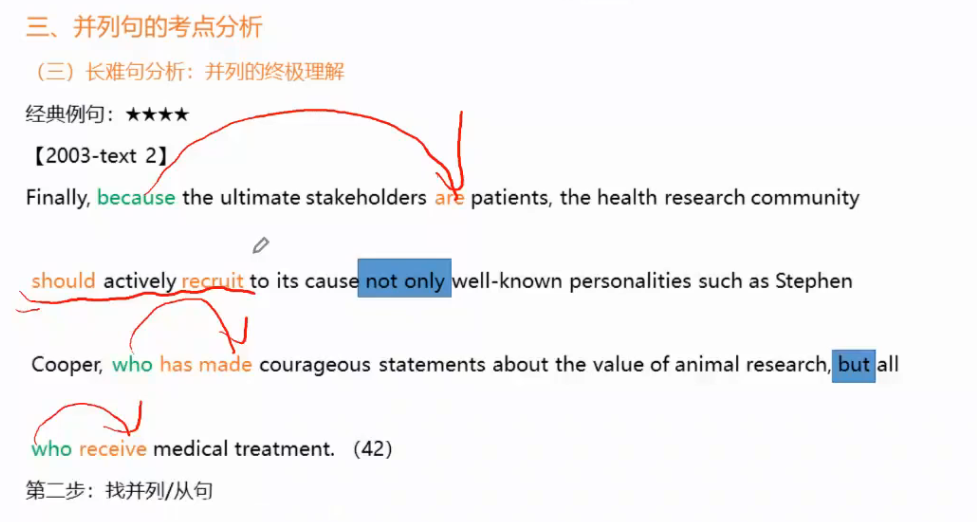 三、并列句的考点分析
（三）长难句分析：并列的终极理解
经典例句：★★★★
【2003-text 2】
Finally, because the ultimate stakeholders are patients, the health research community
should actively recruit to its cause not only well-known personalities such as Stephen
Cooper, who has made courageous statements about the value of animal research, but all
who receive medical treatment.（42）
第二步：找并列/从句